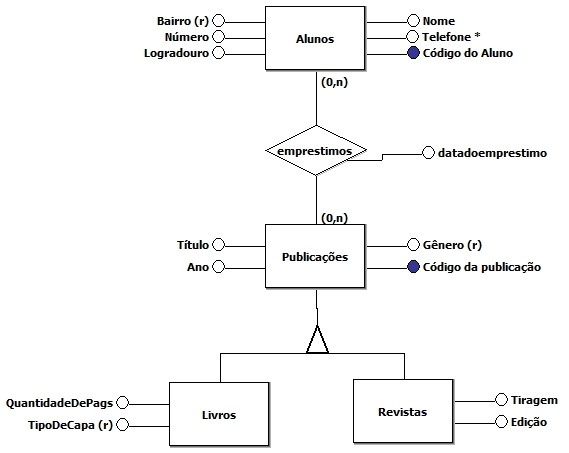 Bairro (r)
Número
Logradouro
Alunos
Nome
Telefone *
Código do Aluno
(0,n)
emprestimos
datadoemprestimo
(0,n)
Título
Ano
Publicações
Gênero (r)
Código da publicação
QuantidadeDePags
TipoDeCapa (r)
Livros
Revistas
Tiragem
Edição